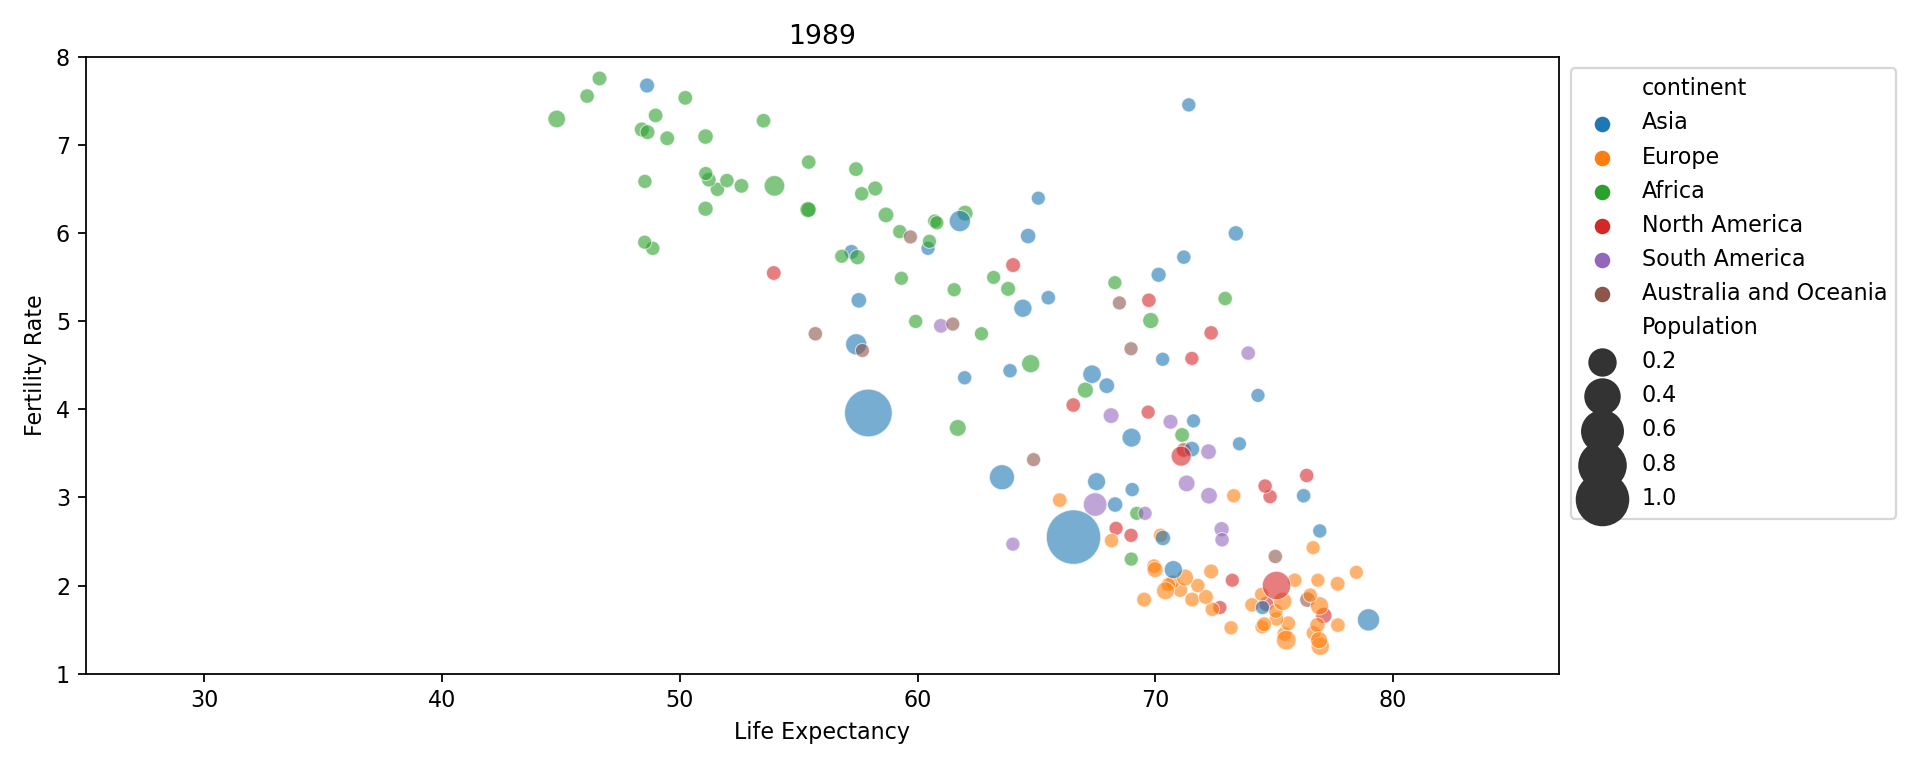 1989
8
7
6
5
4
3
2
1
Fertility Rate
30 40 50 60 70 80
Life Expectancy
continent
Asia
Europe
Africa
North America
South America
Australia and Oceania
Population
0.2
0.4
0.6
0.8
1.0